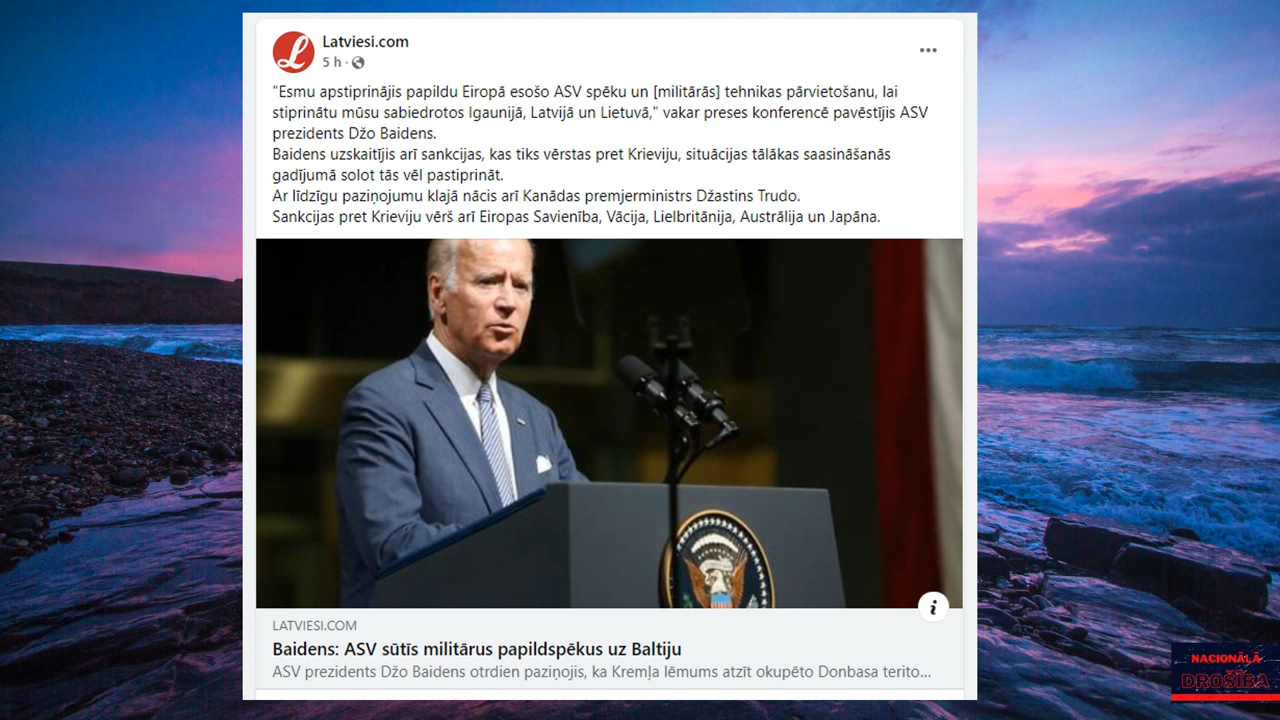 Latviesi.com
5 h ·
"Esmu apstiprinājis papildu Eiropā esošo ASV spēku un [militārās] tehnikas pārvietošanu, lai
stiprinātu mūsu sabiedrotos Igaunijā, Latvijā un Lietuvā," vakar preses konferencē pavēstījis ASV
prezidents Džo Baidens.
Baidens uzskaitījis arī sankcijas, kas tiks vērstas pret Krieviju, situācijas tālākas saasināšanās
gadījumā solot tās vēl pastiprināt.
Ar līdzīgu paziņojumu klajā nācis arī Kanādas premjerministrs Džastins Trudo.
Sankcijas pret Krieviju vērš arī Eiropas Savienība, Vācija, Lielbritānija, Austrālija un Japāna.
LATVIESI.COM
Baidens: ASV sūtīs militārus papildspēkus uz Baltiju
ASV prezidents Džo Baidens otrdien paziņojis, ka Kremļa lēmums atzīt okupēto Donbasa terito...
NACIONĀLĀ
DROŠĪBA